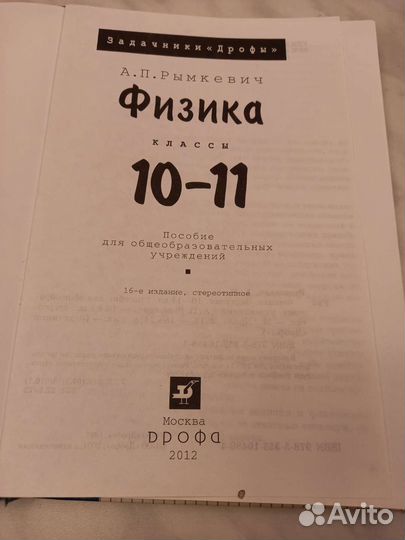 Задачники «Дрофы»
А.П.Рымкевич
Физика
КЛАССЫ
10–11
Пособие
для общеобразовательных
учреждений
16-е издание, стереотипное
Москва
Дрофа
2012
Avito